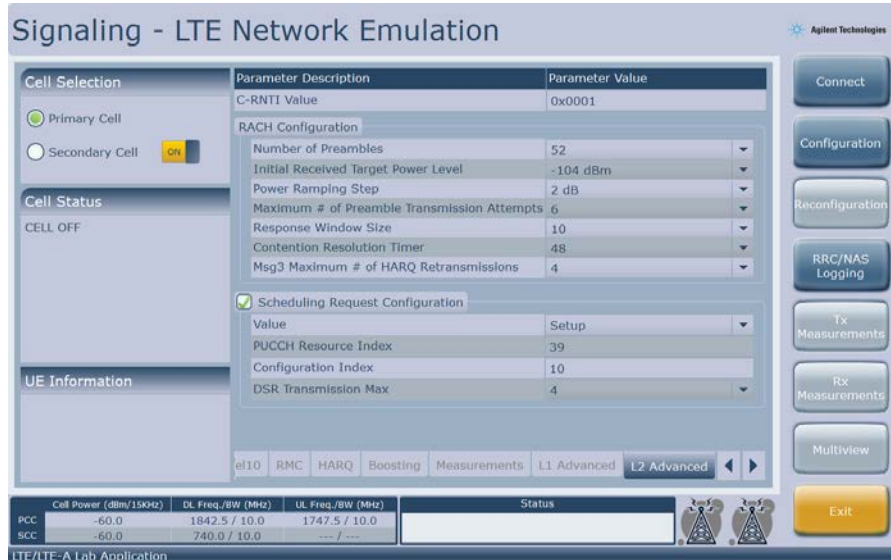 Signaling - LTE Network Emulation
Agilent Technologies
Cell Selection
Primary Cell
Secondary Cell ON
Cell Status
CELL OFF
UE Information
Parameter Description Parameter Value
C-RNTI Value 0x0001
RACH Configuration
Number of Preambles 52
Initial Received Target Power Level -104 dBm
Power Ramping Step 2 dB
Maximum # of Preamble Transmission Attempts 6
Response Window Size 10
Contention Resolution Timer 48
Msg3 Maximum # of HARQ Retransmissions 4
Scheduling Request Configuration
Value Setup
PUCCH Resource Index 39
Configuration Index 10
DSR Transmission Max 4
el10 RMC HARQ Boosting Measurements L1 Advanced L2 Advanced
Connect
Configuration
Reconfiguration
RRC/NAS
Logging
Tx
Measurements
Rx
Measurements
Multiview
Exit
Cell Power (dBm/15KHz) DL Freq./BW (MHz) UL Freq./BW (MHz) Status
PCC -60.0 1842.5 / 10.0 1747.5 / 10.0
SCC -60.0 740.0 / 10.0 --- / ---
LTE/LTE-A Lab Application